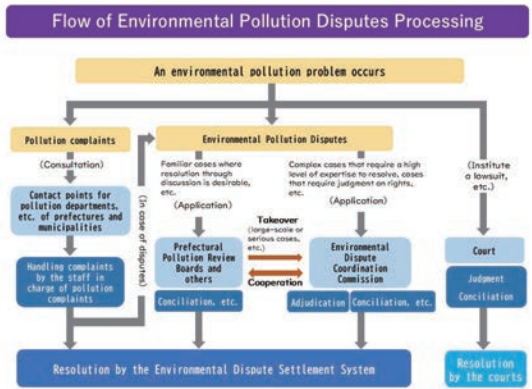 Flow of Environmental Pollution Disputes Processing
An environmental pollution problem occurs
Pollution complaints
(Consultation)
Contact points for
pollution departments,
etc. of prefectures and
municipalities
Handling complaints
by the staff in
charge of pollution
complaints
(In case of disputes)
Environmental Pollution Disputes
Familiar cases where
resolution through
discussion is desirable,
etc.
(Application)
Prefectural
Pollution Review
Boards and
others
Conciliation, etc.
Takeover
(large-scale or
serious cases,
etc.)
Cooperation
Complex cases that require a high
level of expertise to resolve, cases
that require judgment on rights, etc.
(Application)
Environmental
Dispute
Coordination
Commission
Adjudication
Conciliation, etc.
(Institute
a lawsuit,
etc.)
Court
Judgment
Conciliation
Resolution by the Environmental Dispute Settlement System
Resolution
by the courts